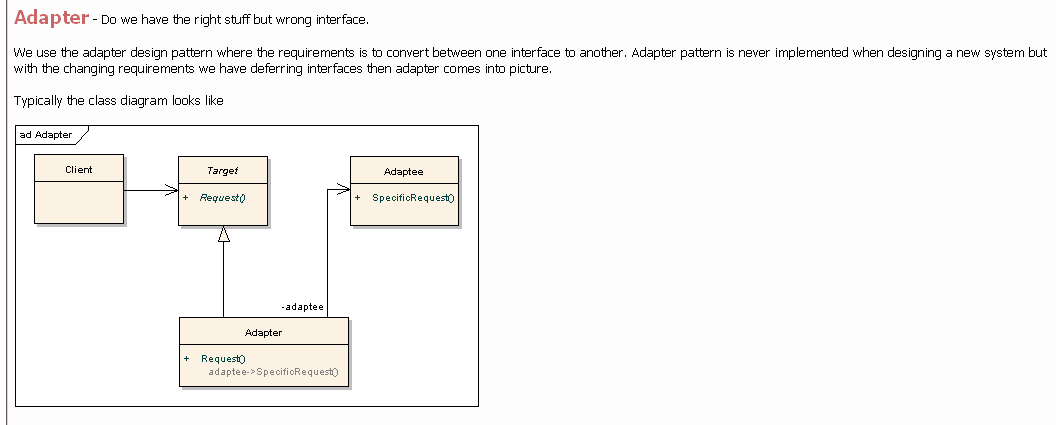 Adapter - Do we have the right stuff but wrong interface.
We use the adapter design pattern where the requirements is to convert between one interface to another. Adapter pattern is never implemented when designing a new system but
with the changing requirements we have deferring interfaces then adapter comes into picture.
Typically the class diagram looks like
ad Adapter
Client
Target
+ Request()
Adaptee
+ SpecificRequest()
-adaptee
Adapter
+ Request()
adaptee->SpecificRequest()